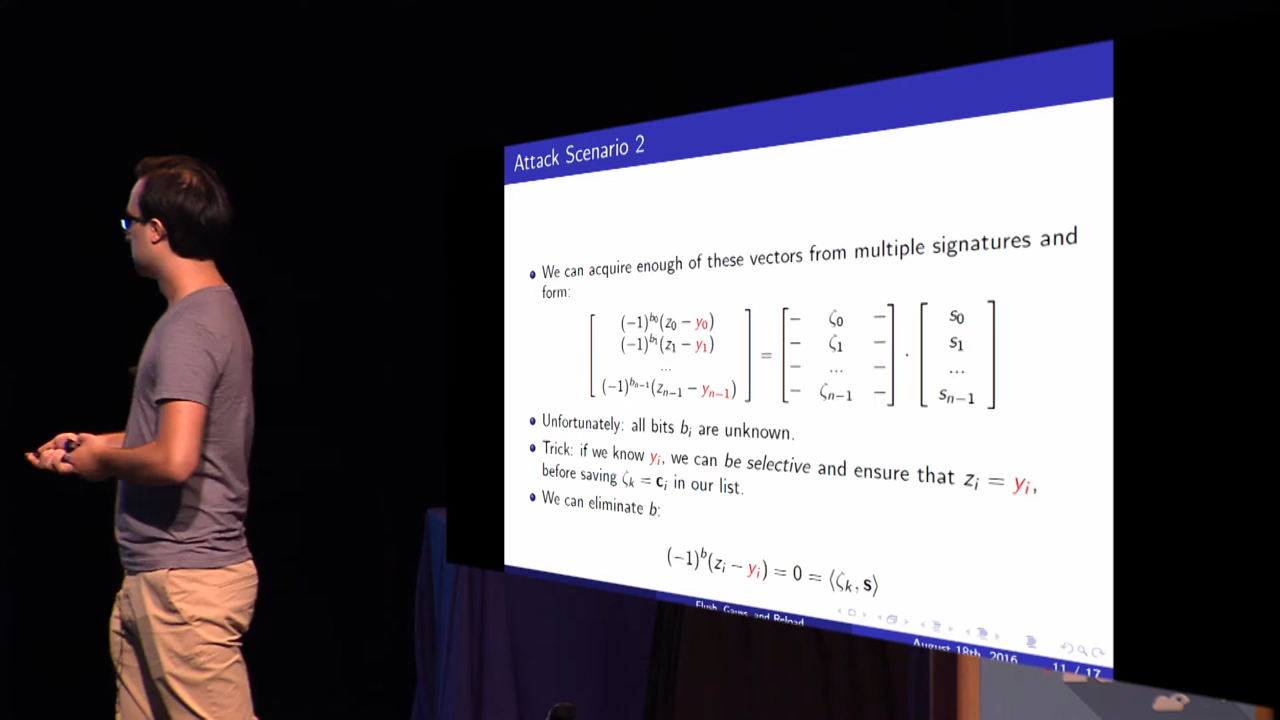 Attack Scenario 2
We can acquire enough of these vectors from multiple signatures and
form:
(−1)^{b_0}(z_0 − y_0)
(−1)^{b_1}(z_1 − y_1)
...
(−1)^{b_{n−1}}(z_{n−1} − y_{n−1})
=
− ζ_0 −
− ζ_1 −
− ... −
− ζ_{n−1} −
·
s_0
s_1
...
s_{n−1}
Unfortunately: all bits b_i are unknown.
Trick: if we know y_i, we can be selective and ensure that z_i = y_i,
before saving ζ_k = c_i in our list.
We can eliminate b:
(−1)^b(z_i − y_i) = 0 = ⟨ζ_k, s⟩
Flush, Gauss, and Reload
August 18th, 2016
11 / 17